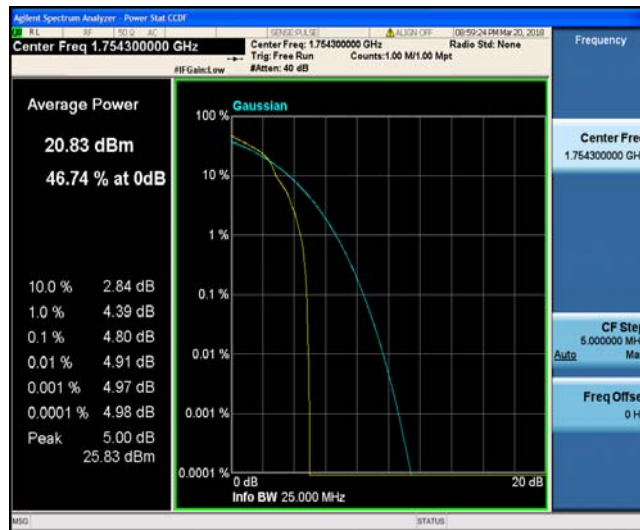 Agilent Spectrum Analyzer - Power Stat CCDF
RL RF 50 Ω AC SENSE:PULSE ALIGN OFF 08:59:24 PM Mar 20, 2018
Center Freq 1.754300000 GHz
Center Freq: 1.754300000 GHz Radio Std: None
Trig: Free Run Counts:1.00 M/1.00 Mpt
#IFGain:Low #Atten: 40 dB
Frequency
Average Power
20.83 dBm
46.74 % at 0dB
10.0 % 2.84 dB
1.0 % 4.39 dB
0.1 % 4.80 dB
0.01 % 4.91 dB
0.001 % 4.97 dB
0.0001 % 4.98 dB
Peak 5.00 dB
25.83 dBm
Gaussian
100 %
10 %
1 %
0.1 %
0.01 %
0.001 %
0.0001 %
0 dB 20 dB
Info BW 25.000 MHz
Center Fre
1.754300000 GH
CF Step
5.000000 MH
Auto Ma
Freq Offse
0 H
MSG STATUS